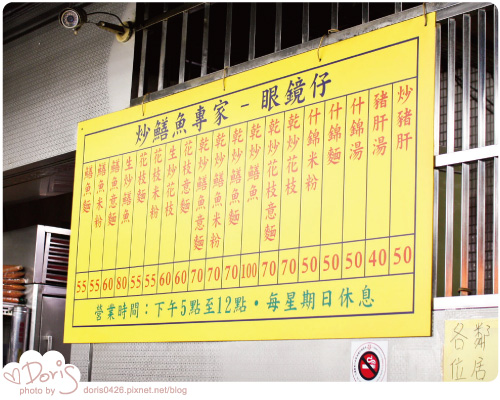 炒鱔魚專家－眼鏡仔
鱔魚麵 55
鱔魚米粉 55
鱔魚意麵 60
生炒鱔魚 80
花枝麵 55
花枝米粉 55
生炒花枝 60
花枝意麵 60
乾炒鱔魚意麵 70
乾炒鱔魚米粉 70
乾炒鱔魚麵 70
乾炒鱔魚 100
乾炒花枝意麵 70
乾炒花枝 70
什錦米粉 50
什錦麵 50
什錦湯 50
豬肝湯 40
炒豬肝 50
營業時間：下午5點至12點・每星期日休息
各位
鄰居
Doris
photo by
doris0426.pixnet.net/blog